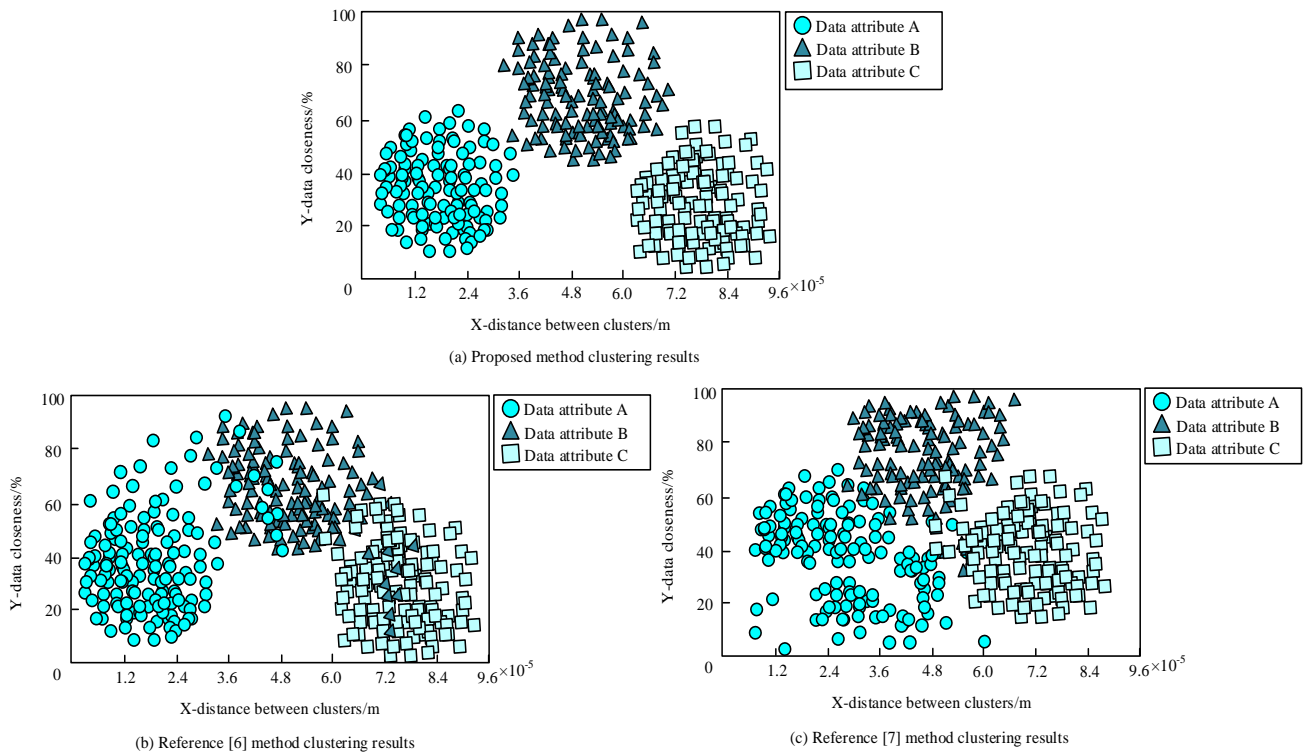 100
80
60
40
20
0
Y-data closeness/%
1.2 2.4 3.6 4.8 6.0 7.2 8.4 9.6 ×10-5
X-distance between clusters/m
Data attribute A
Data attribute B
Data attribute C
(a) Proposed method clustering results
100
80
60
40
20
0
Y-data closeness/%
1.2 2.4 3.6 4.8 6.0 7.2 8.4 9.6 ×10-5
X-distance between clusters/m
Data attribute A
Data attribute B
Data attribute C
(b) Reference [6] method clustering results
100
80
60
40
20
0
Y-data closeness/%
1.2 2.4 3.6 4.8 6.0 7.2 8.4 9.6 ×10-5
X-distance between clusters/m
Data attribute A
Data attribute B
Data attribute C
(c) Reference [7] method clustering results